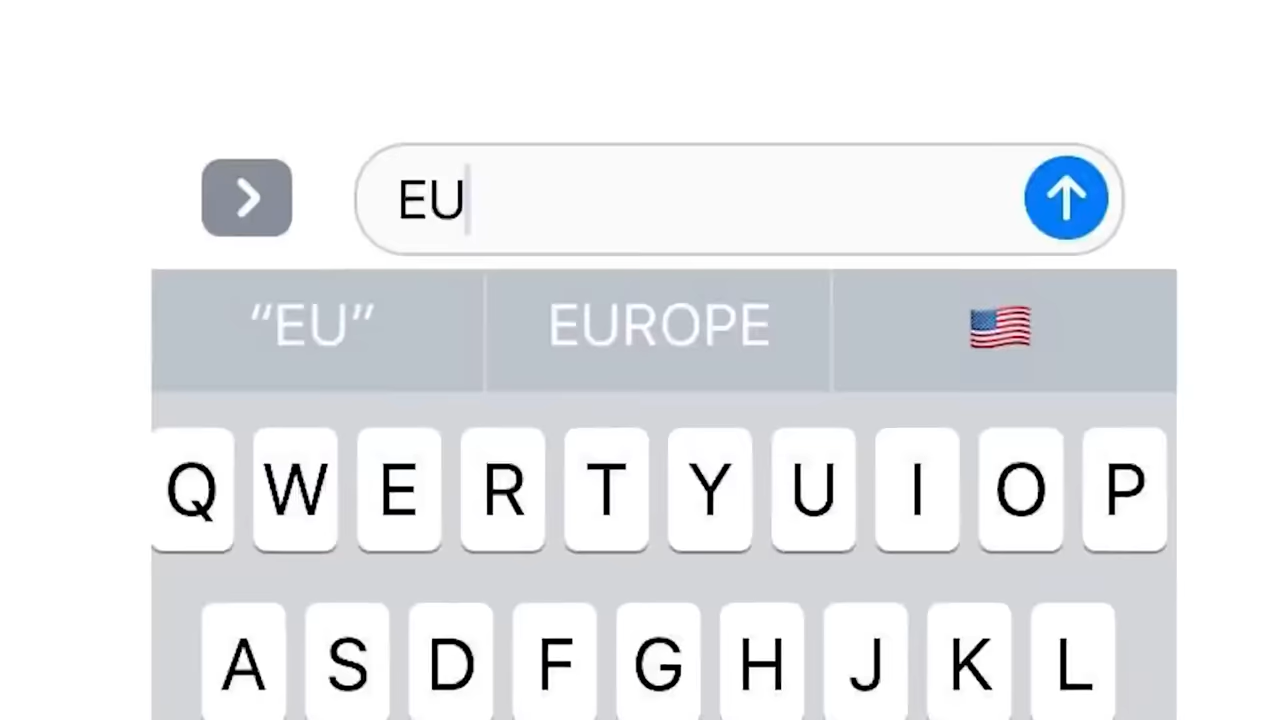 EU
“EU” EUROPE 🇺🇸
Q W E R T Y U I O P
A S D F G H J K L